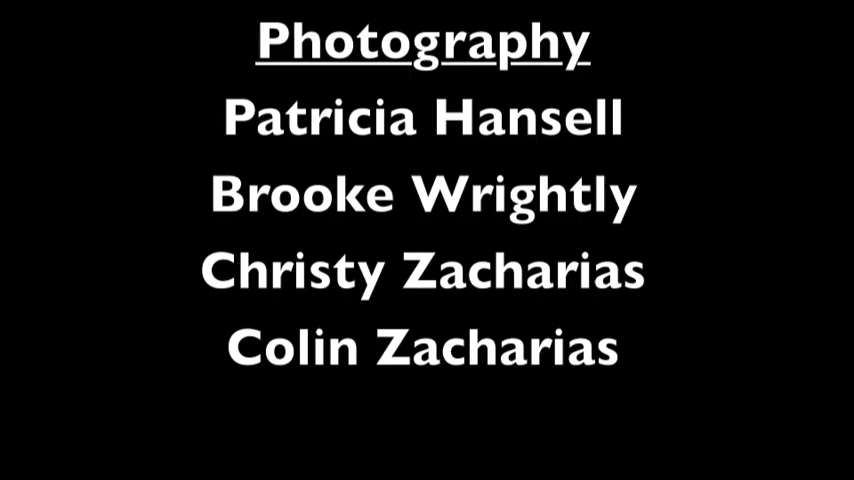 Photography
Patricia Hansell
Brooke Wrightly
Christy Zacharias
Colin Zacharias